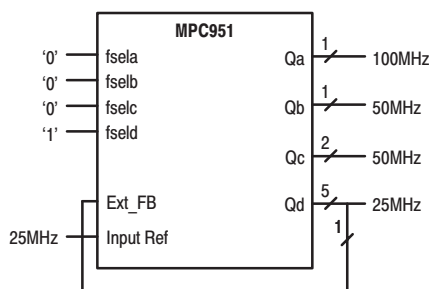 MPC951
‘0’ fsela Qa 1 100MHz
‘0’ fselb Qb 1 50MHz
‘0’ fselc Qc 2 50MHz
‘1’ fseld Qd 5 25MHz
Ext_FB 1
25MHz Input Ref